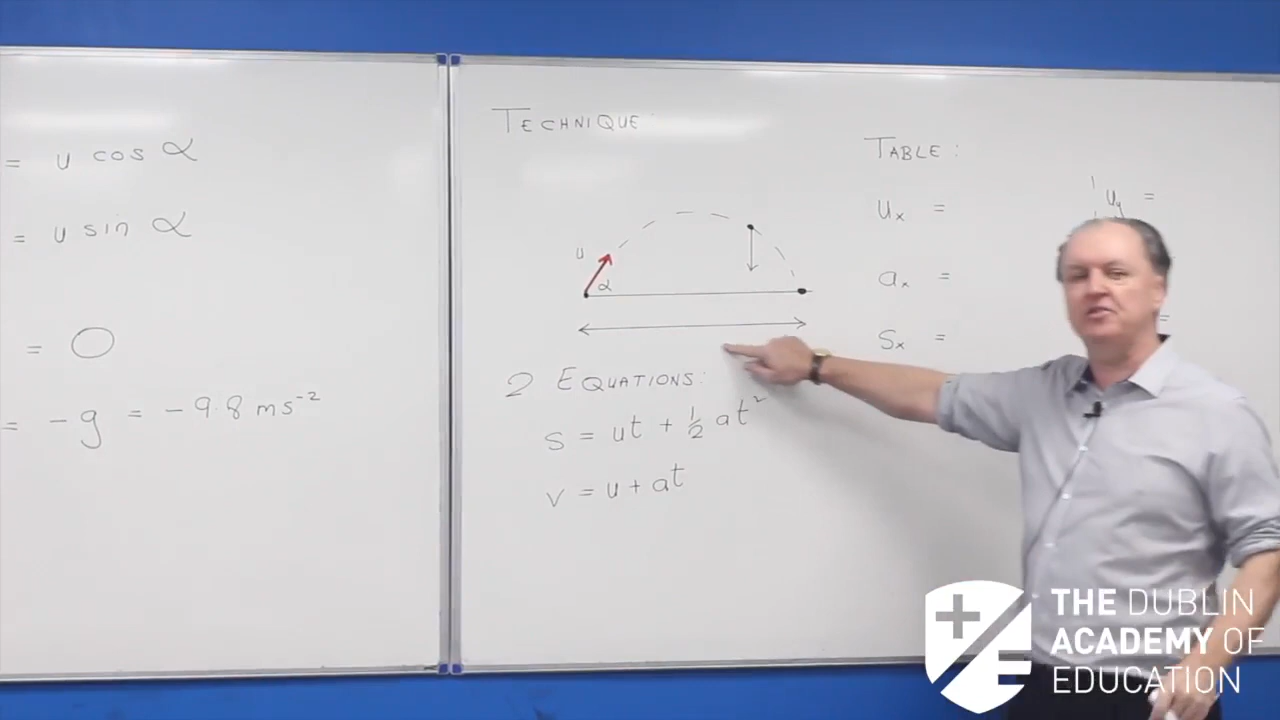 = u cos α
= u sin α
= 0
= -g = -9.8 ms⁻²
TECHNIQUE:
u
α
2 EQUATIONS:
s = ut + ½ at²
v = u + at
TABLE:
uₓ =
u_y =
aₓ =
sₓ =
=
THE DUBLIN
ACADEMY OF
EDUCATION